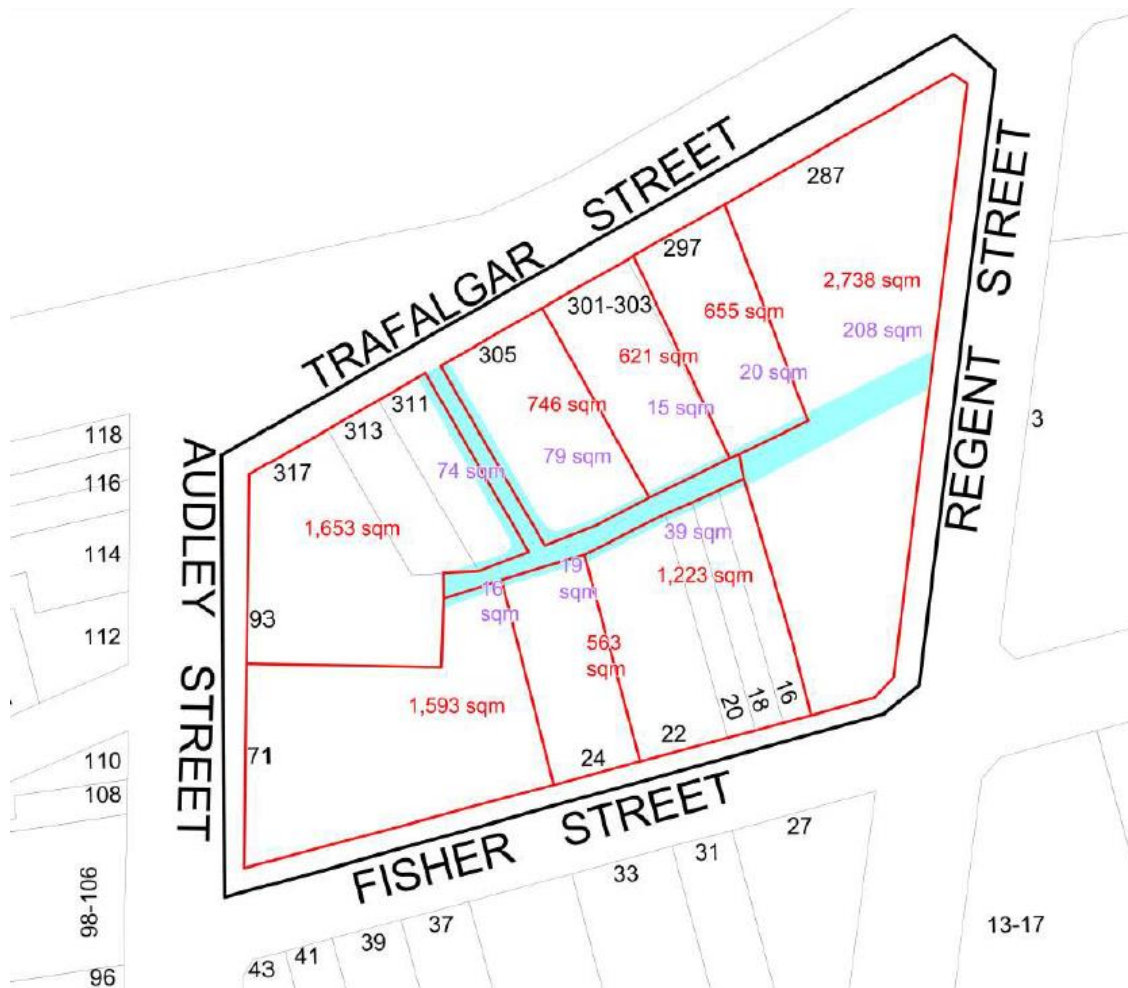 TRAFALGAR STREET
REGENT STREET
AUDLEY STREET
FISHER STREET
287
297
301-303
305
311
313
317
2,738 sqm
208 sqm
655 sqm
20 sqm
621 sqm
15 sqm
746 sqm
79 sqm
74 sqm
1,653 sqm
39 sqm
1,223 sqm
19
sqm
16
sqm
563
sqm
1,593 sqm
93
71
24
22
20
18
16
118
116
114
112
110
108
98-106
96
43
41
39
37
33
31
27
3
13-17